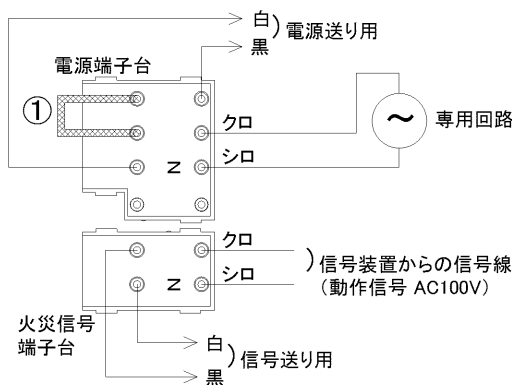 白
)電源送り用
黒
電源端子台
①
クロ
専用回路
シロ
N
クロ
)信号装置からの信号線
シロ
(動作信号 AC100V)
N
火災信号
端子台
白
)信号送り用
黒